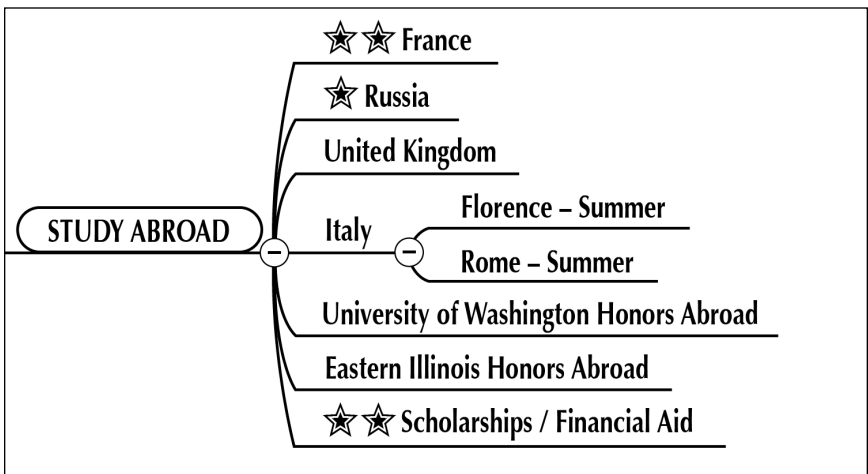 France
Russia
United Kingdom
STUDY ABROAD
Italy
Florence – Summer
Rome – Summer
University of Washington Honors Abroad
Eastern Illinois Honors Abroad
Scholarships / Financial Aid